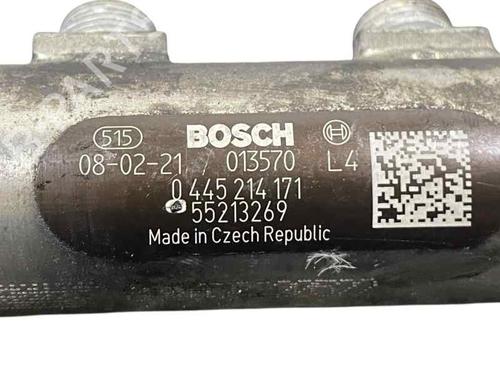 515 BOSCH
08-02-21 / 013570 L4
0 445 214 171
55213269
Made in Czech Republic